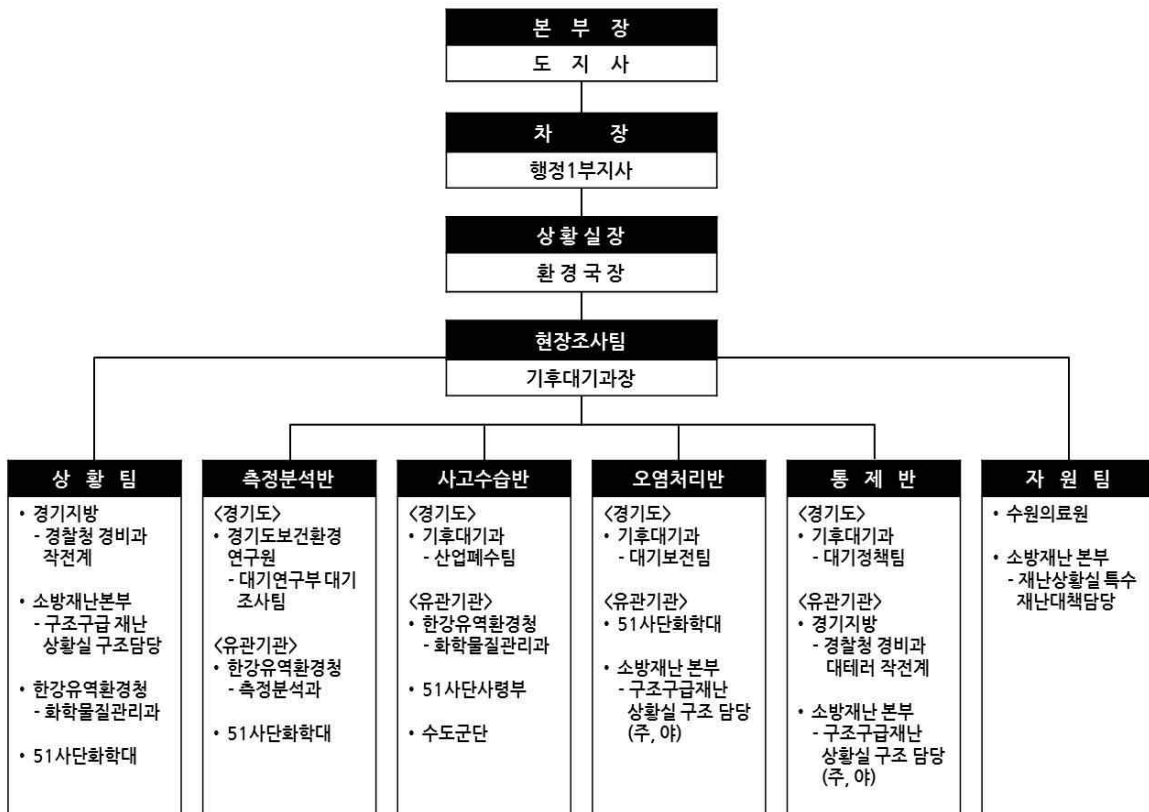 본 부 장
도 지 사
차 장
행정1부지사
상 황 실 장
환 경 국 장
현장조사팀
기후대기과장
상 황 팀
• 경기지방
- 경찰청 경비과
작전계
• 소방재난본부
- 구조구급 재난
상황실 구조담당
• 한강유역환경청
- 화학물질관리과
• 51사단화학대
측정분석반
<경기도>
• 경기도보건환경
연구원
- 대기연구부 대기
조사팀
<유관기관>
• 한강유역환경청
- 측정분석과
• 51사단화학대
사고수습반
<경기도>
• 기후대기과
- 산업폐수팀
<유관기관>
• 한강유역환경청
- 화학물질관리과
• 51사단사령부
• 수도군단
오염처리반
<경기도>
• 기후대기과
- 대기보전팀
<유관기관>
• 51사단화학대
• 소방재난 본부
- 구조구급재난
상황실 구조 담당
(주, 야)
통 제 반
<경기도>
• 기후대기과
- 대기정책팀
<유관기관>
• 경기지방
- 경찰청 경비과
대테러 작전계
• 소방재난 본부
- 구조구급재난
상황실 구조 담당
(주, 야)
자 원 팀
• 수원의료원
• 소방재난 본부
- 재난상황실 특수
재난대책담당